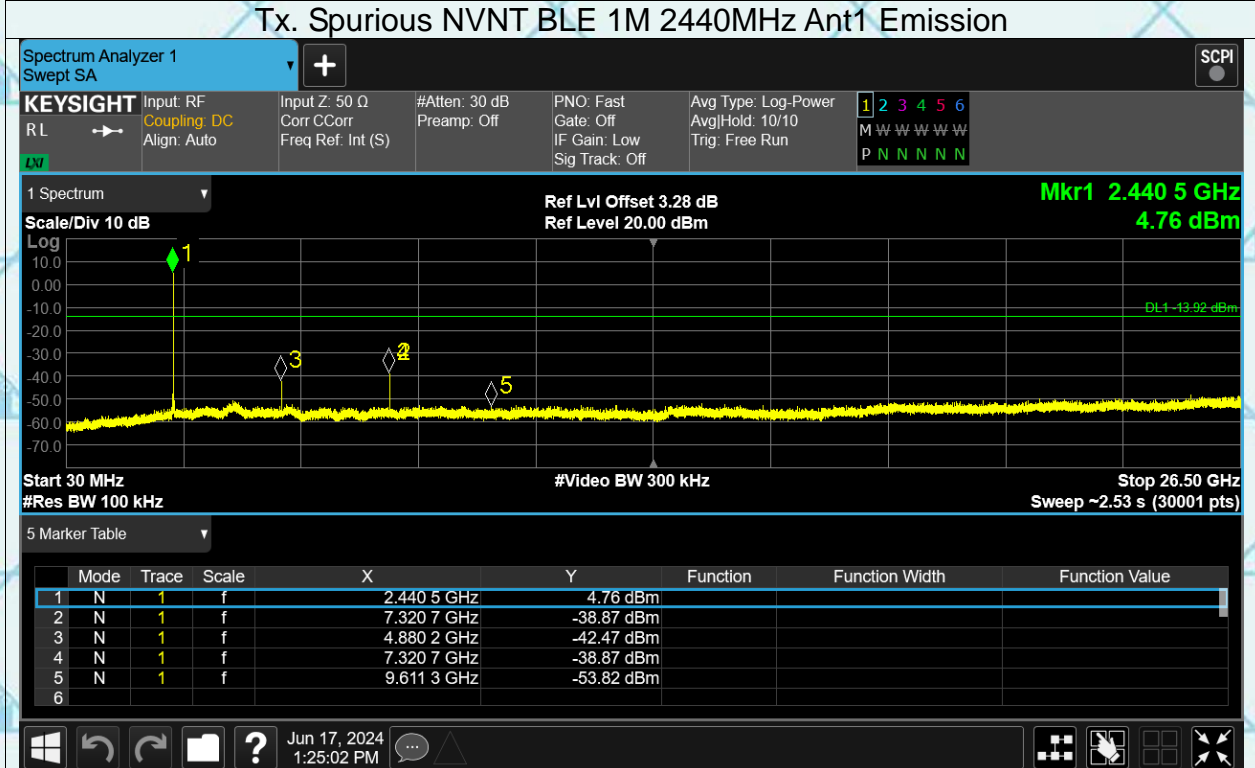 Tx. Spurious NVNT BLE 1M 2440MHz Ant1 Emission
Spectrum Analyzer 1
Swept SA
+
SCPI
KEYSIGHT
R L
LXI
Input: RF
Coupling: DC
Align: Auto
Input Z: 50 Ω
Corr CCorr
Freq Ref: Int (S)
#Atten: 30 dB
Preamp: Off
PNO: Fast
Gate: Off
IF Gain: Low
Sig Track: Off
Avg Type: Log-Power
Avg|Hold: 10/10
Trig: Free Run
1 2 3 4 5 6
M W W W W W
P N N N N N
1 Spectrum
Scale/Div 10 dB
Ref Lvl Offset 3.28 dB
Ref Level 20.00 dBm
Mkr1 2.440 5 GHz
4.76 dBm
Log
10.0
0.00
-10.0
-20.0
-30.0
-40.0
-50.0
-60.0
-70.0
1
DL1 -13.92 dBm
3
2
5
Start 30 MHz
#Video BW 300 kHz
Stop 26.50 GHz
#Res BW 100 kHz
Sweep ~2.53 s (30001 pts)
5 Marker Table
Mode Trace Scale X Y Function Function Width Function Value
1 N 1 f 2.440 5 GHz 4.76 dBm
2 N 1 f 7.320 7 GHz -38.87 dBm
3 N 1 f 4.880 2 GHz -42.47 dBm
4 N 1 f 7.320 7 GHz -38.87 dBm
5 N 1 f 9.611 3 GHz -53.82 dBm
6
?
Jun 17, 2024
1:25:02 PM